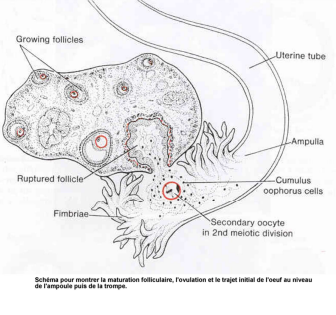 Growing follicles
Uterine tube
Ampulla
Ruptured follicle
Cumulus
oophorus cells
Fimbriae
Secondary oocyte
in 2nd meiotic division
Schéma pour montrer la maturation folliculaire, l'ovulation et le trajet initial de l'oeuf au niveau
de l'ampoule puis de la trompe.